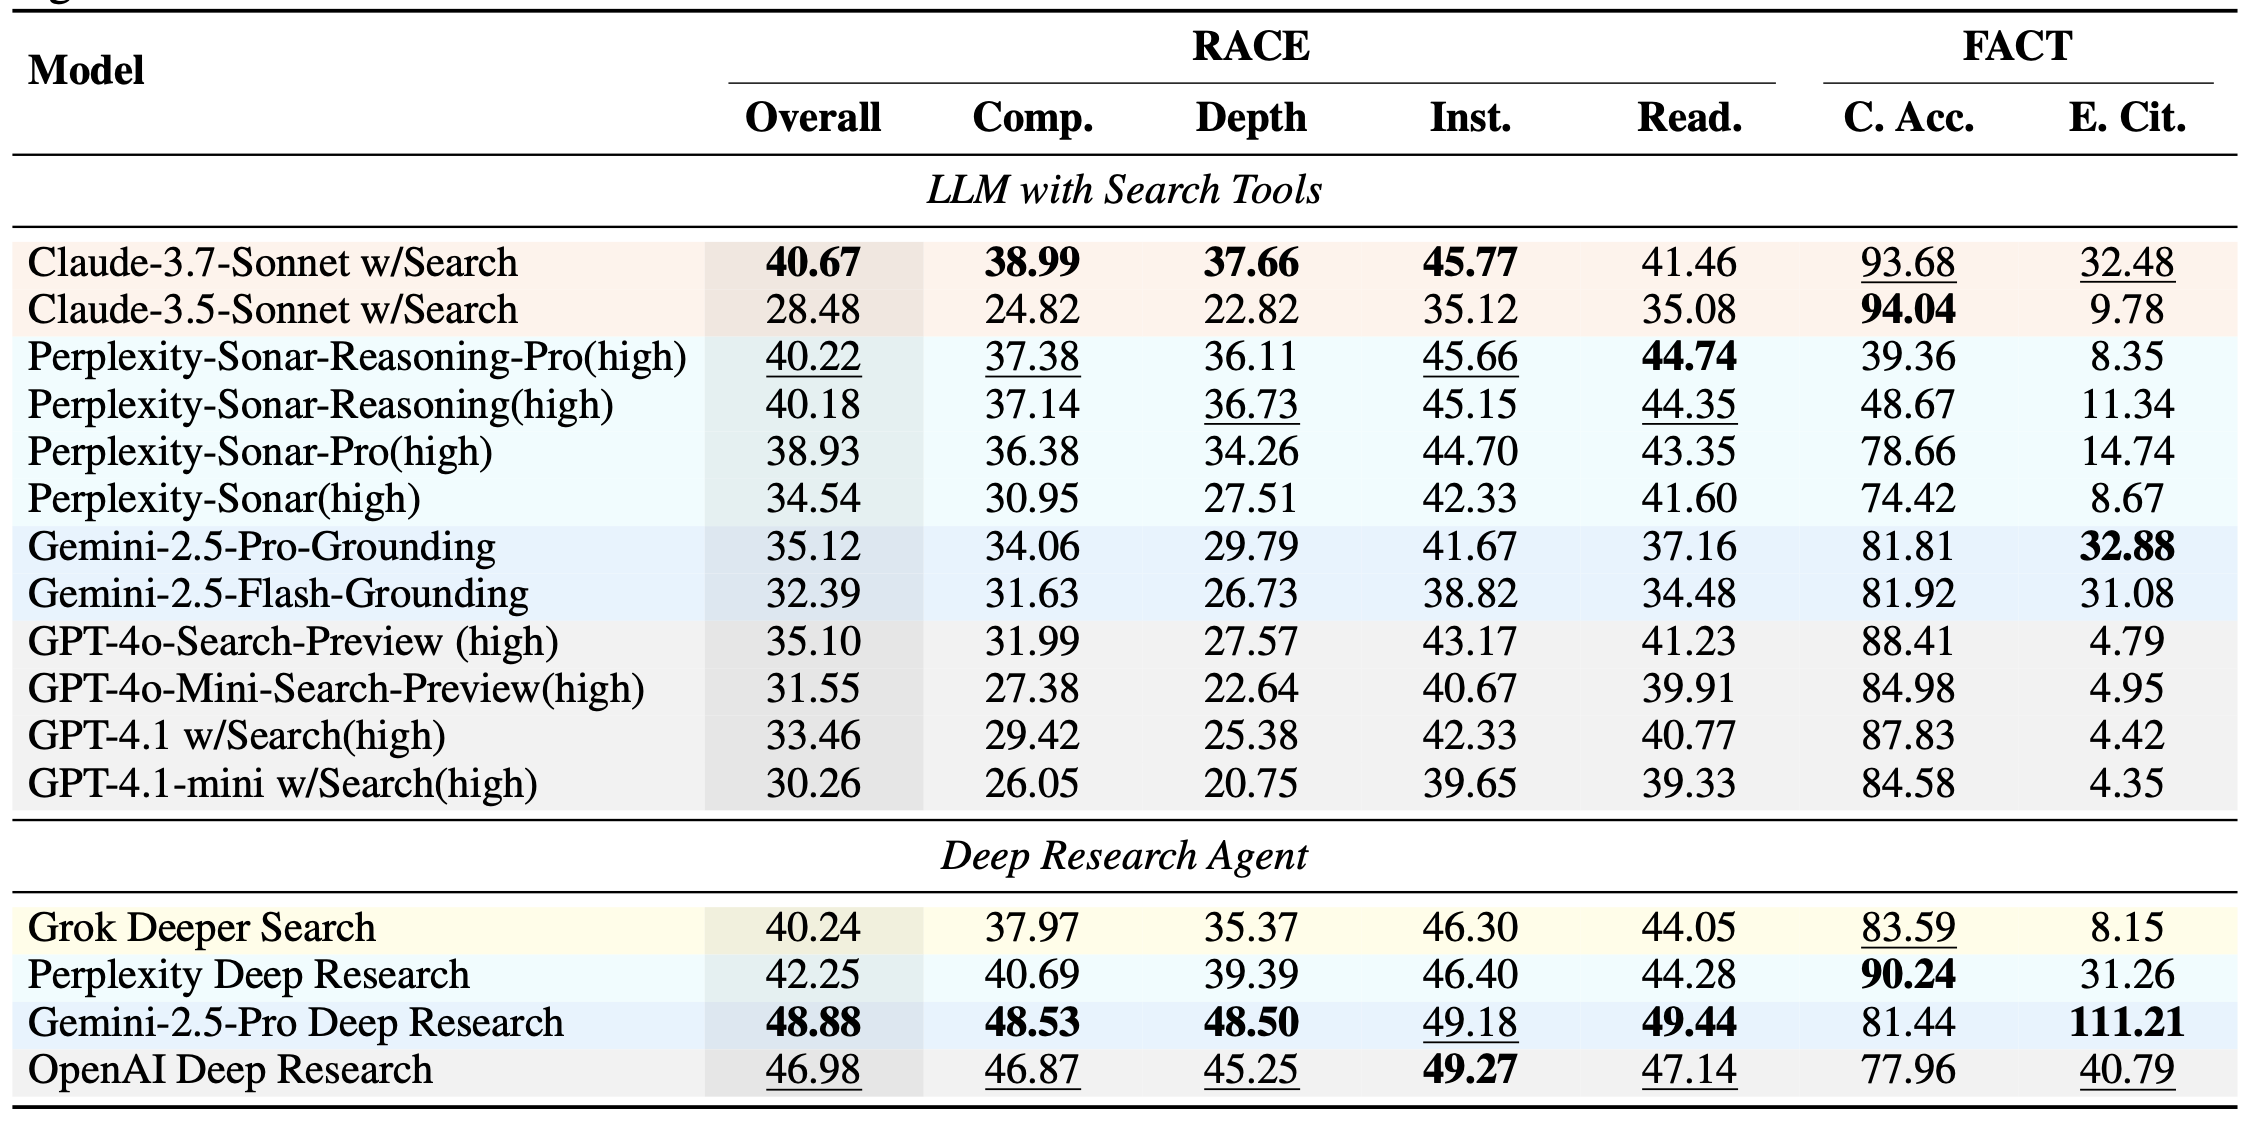 RACE FACT
Model
Overall Comp. Depth Inst. Read. C. Acc. E. Cit.
LLM with Search Tools
Claude-3.7-Sonnet w/Search 40.67 38.99 37.66 45.77 41.46 93.68 32.48
Claude-3.5-Sonnet w/Search 28.48 24.82 22.82 35.12 35.08 94.04 9.78
Perplexity-Sonar-Reasoning-Pro(high) 40.22 37.38 36.11 45.66 44.74 39.36 8.35
Perplexity-Sonar-Reasoning(high) 40.18 37.14 36.73 45.15 44.35 48.67 11.34
Perplexity-Sonar-Pro(high) 38.93 36.38 34.26 44.70 43.35 78.66 14.74
Perplexity-Sonar(high) 34.54 30.95 27.51 42.33 41.60 74.42 8.67
Gemini-2.5-Pro-Grounding 35.12 34.06 29.79 41.67 37.16 81.81 32.88
Gemini-2.5-Flash-Grounding 32.39 31.63 26.73 38.82 34.48 81.92 31.08
GPT-4o-Search-Preview (high) 35.10 31.99 27.57 43.17 41.23 88.41 4.79
GPT-4o-Mini-Search-Preview(high) 31.55 27.38 22.64 40.67 39.91 84.98 4.95
GPT-4.1 w/Search(high) 33.46 29.42 25.38 42.33 40.77 87.83 4.42
GPT-4.1-mini w/Search(high) 30.26 26.05 20.75 39.65 39.33 84.58 4.35
Deep Research Agent
Grok Deeper Search 40.24 37.97 35.37 46.30 44.05 83.59 8.15
Perplexity Deep Research 42.25 40.69 39.39 46.40 44.28 90.24 31.26
Gemini-2.5-Pro Deep Research 48.88 48.53 48.50 49.18 49.44 81.44 111.21
OpenAI Deep Research 46.98 46.87 45.25 49.27 47.14 77.96 40.79